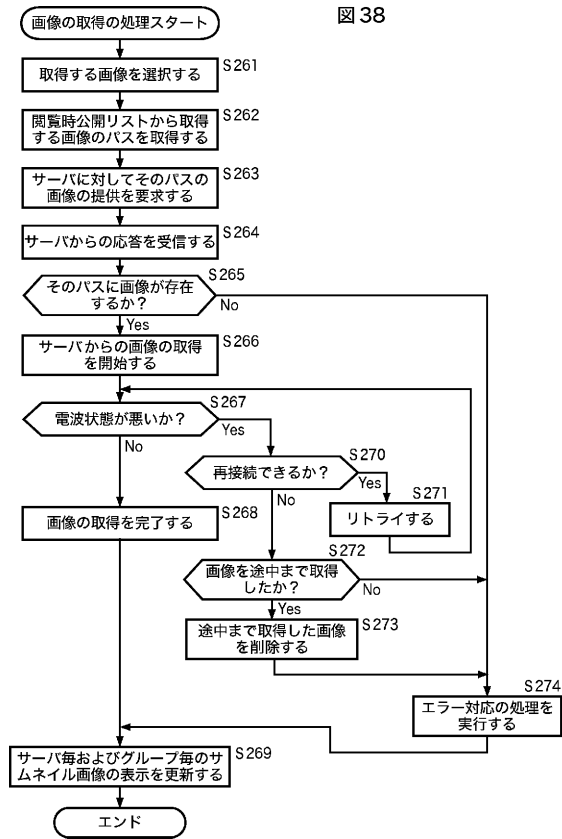 図38
画像の取得の処理スタート
取得する画像を選択する
S261
閲覧時公開リストから取得
する画像のパスを取得する
S262
サーバに対してそのパスの
画像の提供を要求する
S263
サーバからの応答を受信する
S264
そのパスに画像が存在
するか？
S265
No
Yes
サーバからの画像の取得
を開始する
S266
電波状態が悪いか？
S267
Yes
No
再接続できるか？
S270
Yes
No
リトライする
S271
画像の取得を完了する
S268
画像を途中まで取得
したか？
S272
No
Yes
途中まで取得した画像
を削除する
S273
エラー対応の処理を
実行する
S274
サーバ毎およびグループ毎のサ
ムネイル画像の表示を更新する
S269
エンド